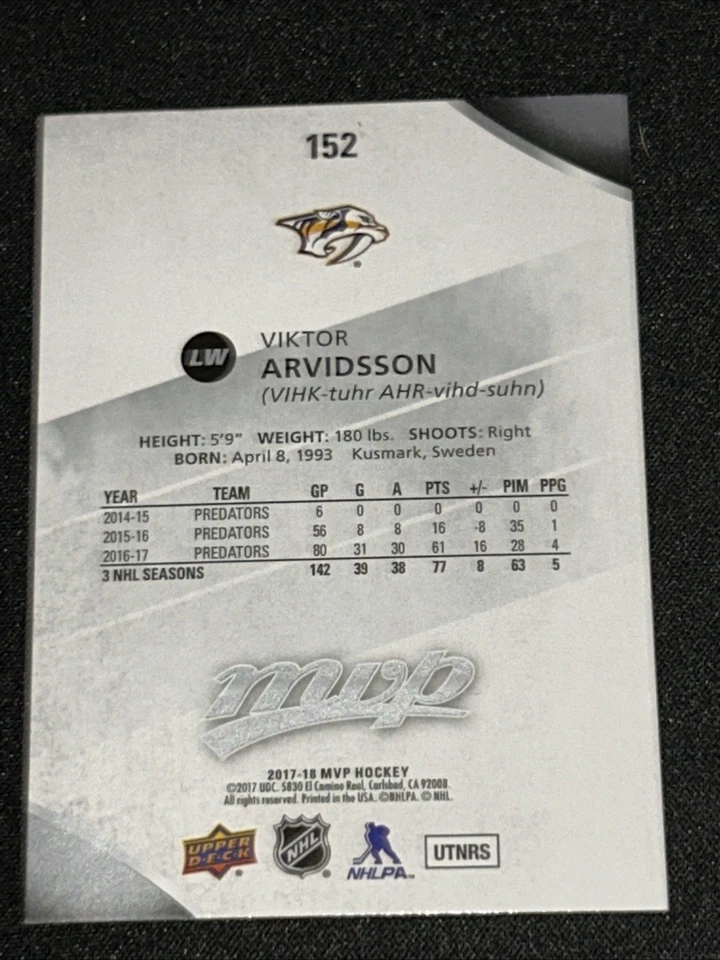 152
LW
VIKTOR
ARVIDSSON
(VIHK-tuhr AHR-vihd-suhn)
HEIGHT: 5'9" WEIGHT: 180 lbs. SHOOTS: Right
BORN: April 8, 1993 Kusmark, Sweden
YEAR TEAM GP G A PTS +/- PIM PPG
2014-15 PREDATORS 6 0 0 0 0 0 0
2015-16 PREDATORS 56 8 8 16 -8 35 1
2016-17 PREDATORS 80 31 30 61 16 28 4
3 NHL SEASONS 142 39 38 77 8 63 5
mvp
2017-18 MVP HOCKEY
©2017 UDC. 5830 El Camino Real, Carlsbad, CA 92008.
All rights reserved. Printed in the USA. ©NHLPA. © NHL.
UPPER DECK ® NHL ® NHLPA™ UTNRS